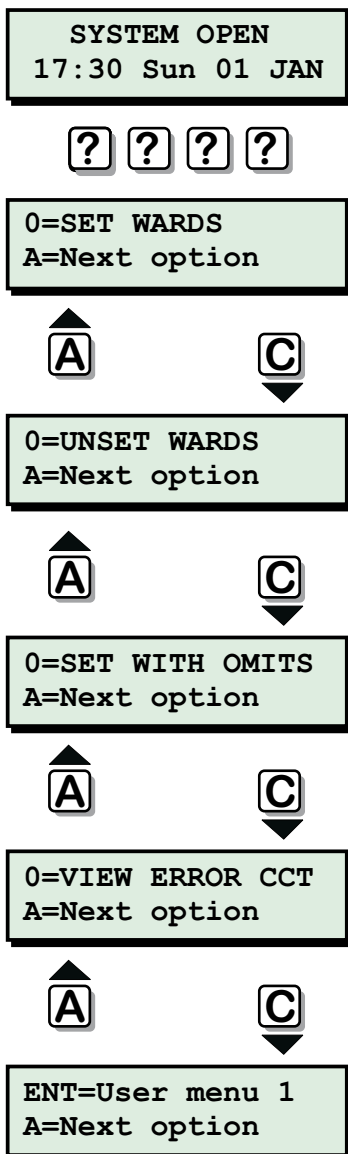 SYSTEM OPEN
17:30 Sun 01 JAN
? ? ? ?
0=SET WARDS
A=Next option
A C
0=UNSET WARDS
A=Next option
A C
0=SET WITH OMITS
A=Next option
A C
0=VIEW ERROR CCT
A=Next option
A C
ENT=User menu 1
A=Next option